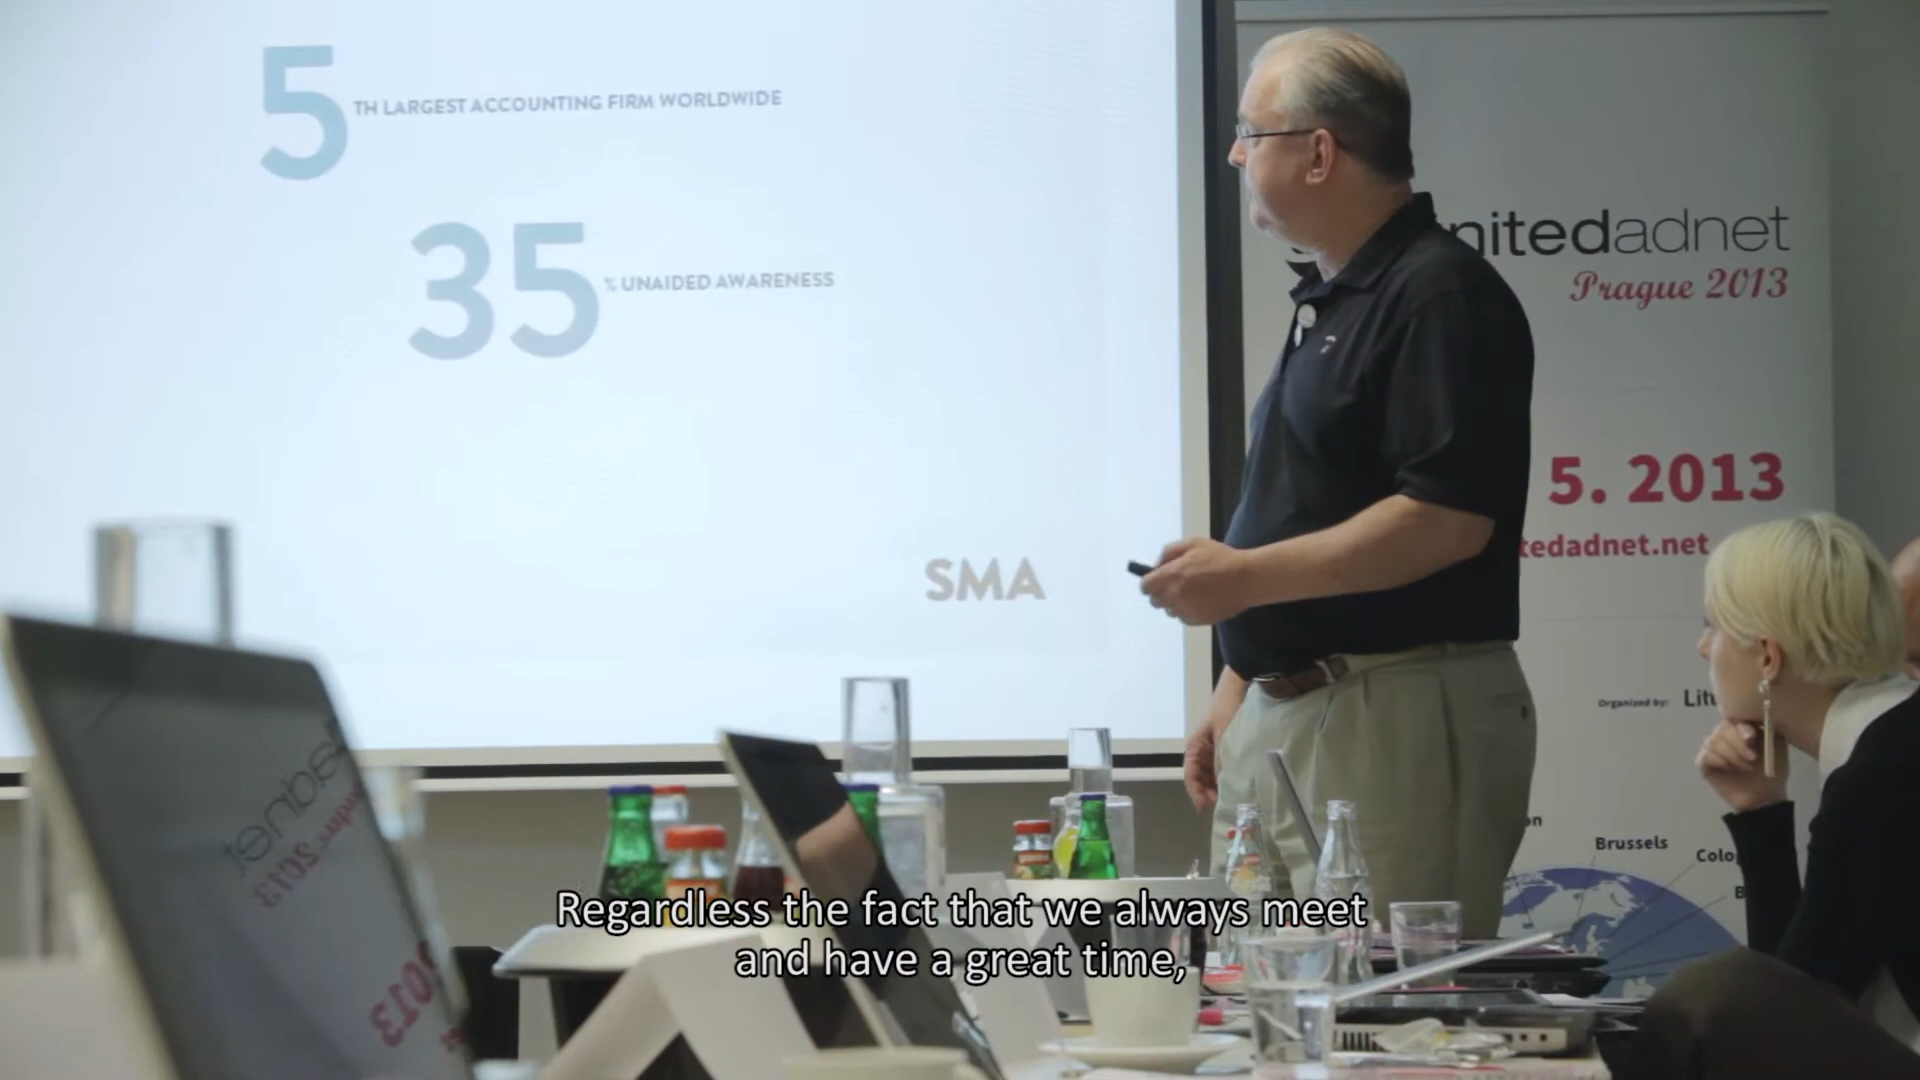 5 TH LARGEST ACCOUNTING FIRM WORLDWIDE
35 % UNAIDED AWARENESS
SMA
nitedadnet
Prague 2013
5. 2013
tedadnet.net
Organized by:
Brussels
Regardless the fact that we always meet
and have a great time,